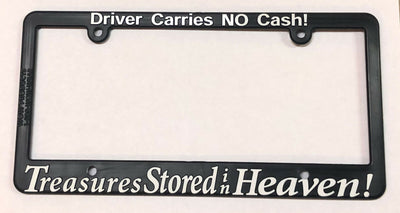 Driver Carries NO Cash!
Treasures Stored in Heaven!